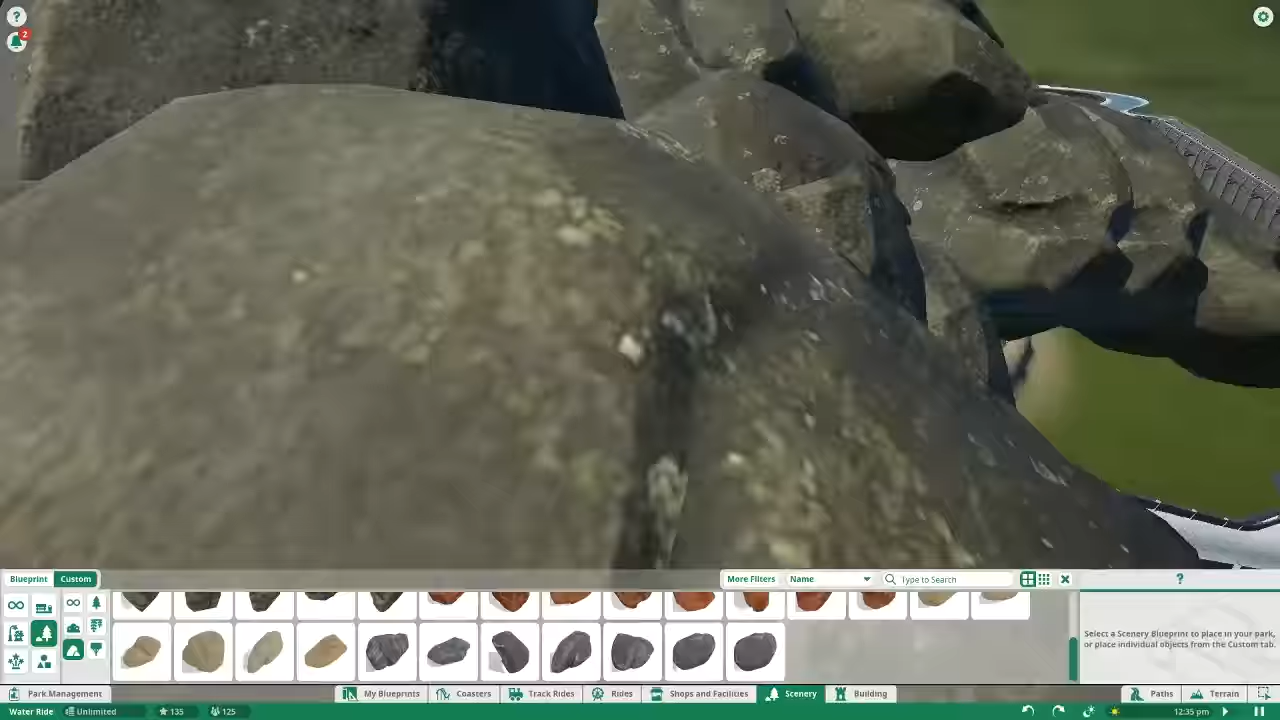 ?
2
Blueprint
Custom
More Filters
Name
Type to Search
?
Select a Scenery Blueprint to place in your park,
or place individual objects from the Custom tab.
Park Management
My Blueprints
Coasters
Track Rides
Rides
Shops and Facilities
Scenery
Building
Paths
Terrain
Water Ride
Unlimited
135
125
12:35 pm